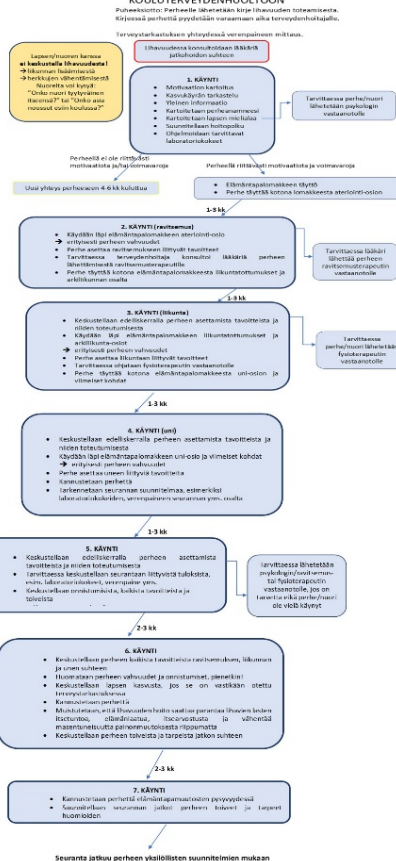 KOULUTERVEYDENHUOLTOON
Puheeksiotto: Perheelle lähetetään kirje lihavuuden toteamisesta.
Kirjeessä perhettä pyydetään varaamaan aika terveydenhoitajalle.
Terveystarkastuksen yhteydessä verenpaineen mittaus.
Lihavuudessa konsultoidaan lääkäriä
jatkohoidosta
Lapsen/nuoren kanssa
ei keskustella lihavuudesta!
→ liikunnan lisäämisestä
→ herkkujen vähentämisestä
Nuorelta voi kysyä:
"Onko nuori tyytyväinen
itseensä?" tai "Onko asia
noussut esiin koulussa?"
1. KÄYNTI
• Motivaation kartoitus
• Kasvukäyrän tarkastelu
• Yleinen informaatio
• Kartoitetaan perheanamneesi
• Kartoitetaan lapsen mielialaa
• Suunnitellaan hoitopolku
• Ohjelmoidaan tarvittavat
laboratoriokokeet
Tarvittaessa perhe/nuori
lähetetään psykologin
vastaanotolle
Perheellä ei ole riittävästi
motivaatiota ja/tai voimavaroja
Perheellä riittävästi motivaatiota ja voimavaroja
Uusi yhteys perheeseen 4-6 kk kuluttua
• Elämäntapalomakkeen täyttö
• Perhe täyttää kotona lomakkeesta ateriointi-osion
1-3 kk
2. KÄYNTI (ravitsemus)
• Käydään läpi elämäntapalomakkeen ateriointi-osio
→ erityisesti perheen vahvuudet
• Perhe asettaa ravitsemukseen liittyvät tavoitteet
• Tarvittaessa terveydenhoitaja konsultoi lääkäriä perheen
lähettämisestä ravitsemusterapeutille
• Perhe täyttää kotona elämäntapalomakkeesta liikuntatottumukset ja
arkiliikunnan osalta
Tarvittaessa lääkäri
lähettää perheen
ravitsemusterapeutin
vastaanotolle
1-3 kk
3. KÄYNTI (liikunta)
• Keskustellaan edelliskerralla perheen asettamista tavoitteista ja
niiden toteutumisesta
• Käydään läpi elämäntapalomakkeen liikuntatottumukset ja
arkiliikunta-osiot
→ erityisesti perheen vahvuudet
• Perhe asettaa liikuntaan liittyvät tavoitteet
• Tarvittaessa ohjataan fysioterapeutin vastaanotolle
• Perhe täyttää kotona elämäntapalomakkeesta uni-osion ja
viimeiset kohdat
Tarvittaessa
perhe/nuori lähetetään
fysioterapeutin
vastaanotolle
1-3 kk
4. KÄYNTI (uni)
• Keskustellaan edelliskerralla perheen asettamista tavoitteista ja
niiden toteutumisesta
• Käydään läpi elämäntapalomakkeen uni-osio ja viimeiset kohdat
→ erityisesti perheen vahvuudet
• Perhe asettaa uneen liittyviä tavoitteita
• Kannustetaan perhettä
• Tarkennetaan seurannan suunnitelmaa, esimerkiksi
laboratoriokokeiden, verenpaineen seurannan yms. osalta
1-3 kk
5. KÄYNTI
• Keskustellaan edelliskerralla perheen asettamista
tavoitteista ja niiden toteutumisesta
• Tarvittaessa keskustellaan seurantaan liittyvistä tuloksista,
esim. laboratoriokokeet, verenpaine yms.
• Keskustellaan onnistumisista, kaikista tavoitteista ja
toiveista
Tarvittaessa lähetetään
psykologin/ravitsemus-
tai fysioterapeutin
vastaanotolle, jos on
tarvetta eikä perhe/nuori
ole vielä käynyt
2-3 kk
6. KÄYNTI
• Keskustellaan perheen kaikista tavoitteista ravitsemuksen, liikunnan
ja unen suhteen
• Huomataan perheen vahvuudet ja onnistumiset, pienetkin!
• Keskustellaan lapsen kasvusta, jos se on vastikään otettu
terveystarkastuksessa
• Kannustetaan perhettä
• Muistutetaan, että lihavuuden hoito saattaa parantaa lihavien lasten
itsetuntoa, elämänlaatua, itsearvostusta ja vähentää
masentuneisuutta painonmuutoksesta riippumatta
• Keskustellaan perheen toiveista ja tarpeista jatkon suhteen
2-3 kk
7. KÄYNTI
• Kannustetaan perhettä elämäntapamuutosten pysyvyydessä
• Suunnitellaan seurannan jatkot perheen toiveet ja tarpeet
huomioiden
Seuranta jatkuu perheen yksilöllisten suunnitelmien mukaan